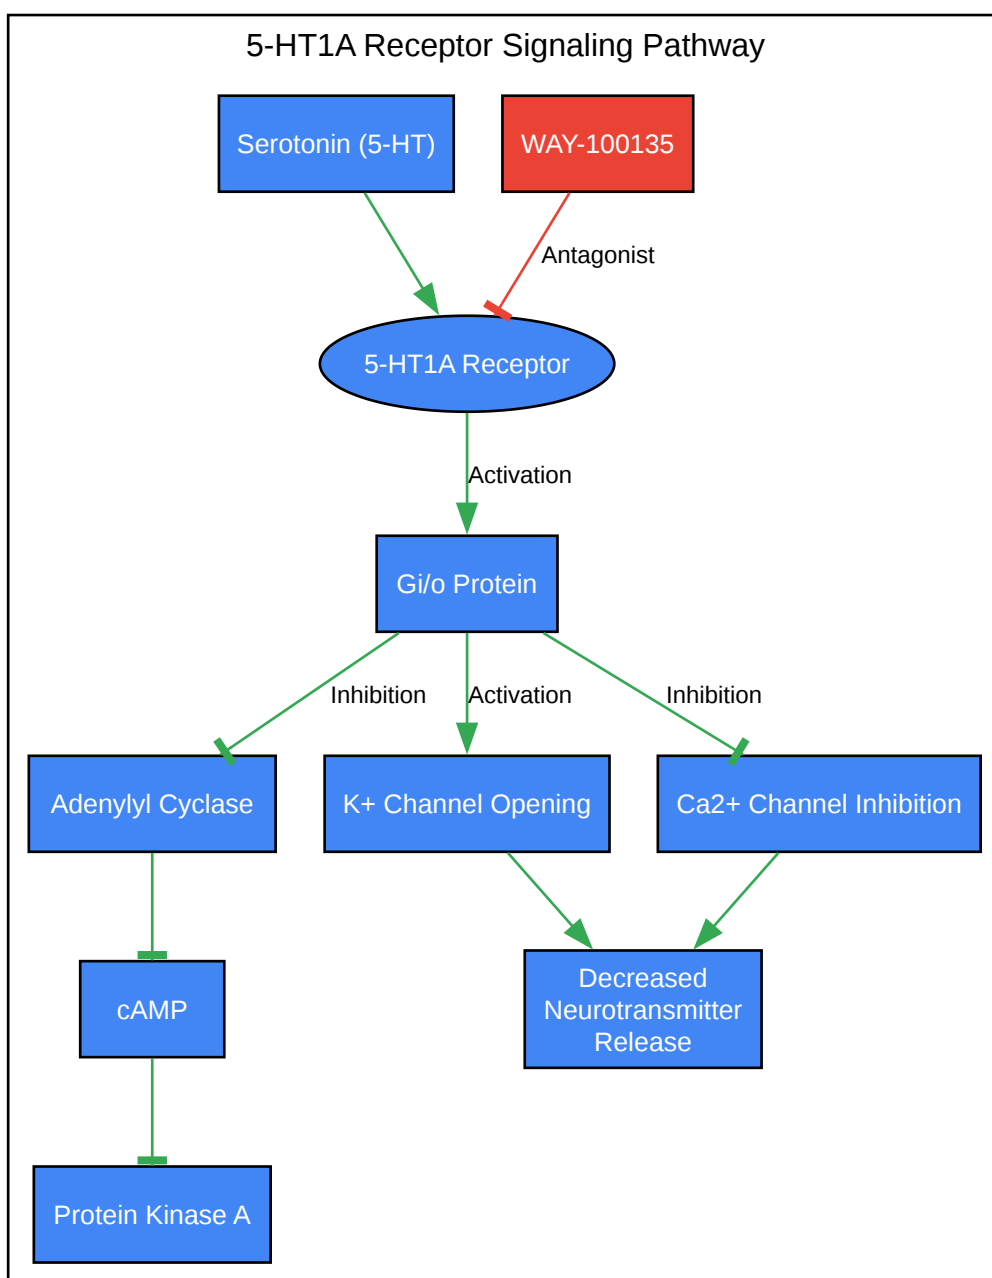 5-HT1A Receptor Signaling Pathway
Serotonin (5-HT)
WAY-100135
Antagonist
5-HT1A Receptor
Activation
Gi/o Protein
Inhibition
Activation
Inhibition
Adenylyl Cyclase
K+ Channel Opening
Ca2+ Channel Inhibition
cAMP
Decreased
Neurotransmitter
Release
Protein Kinase A